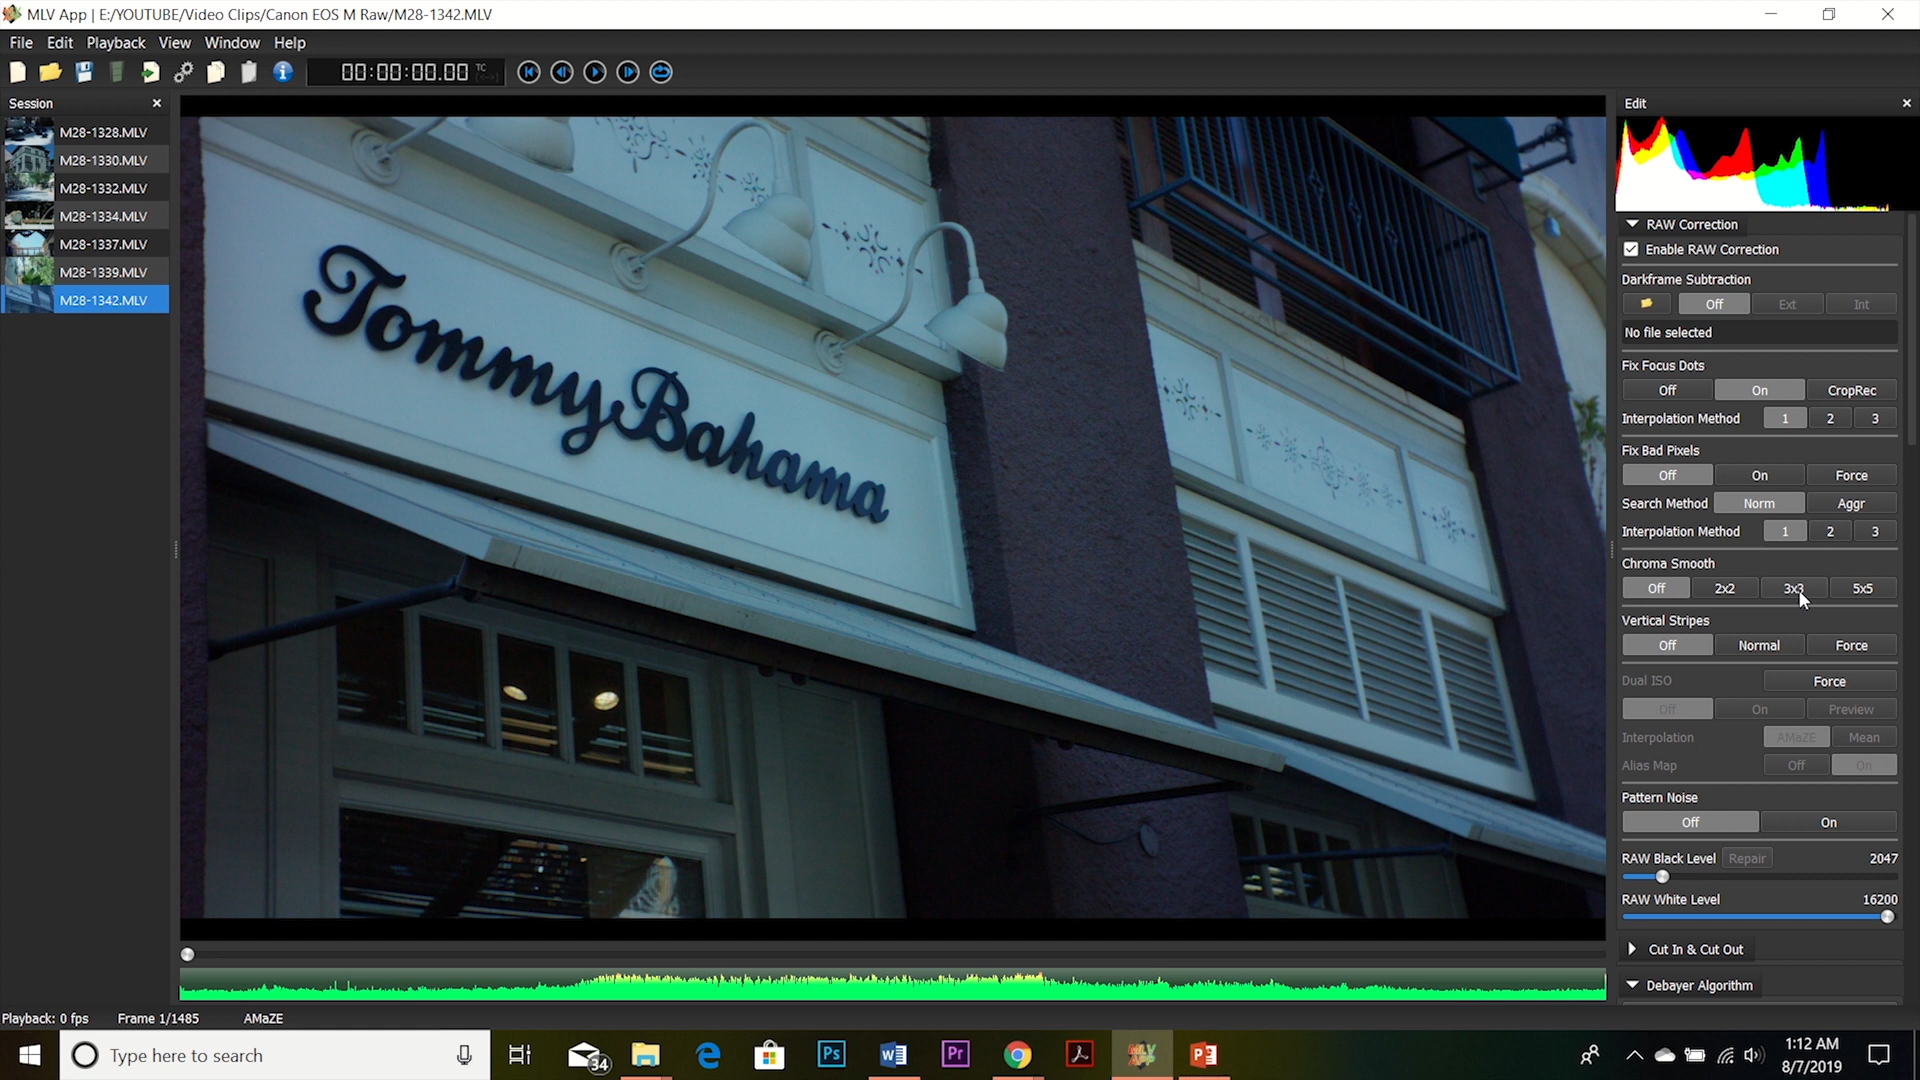 MLV App | E:/YOUTUBE/Video Clips/Canon EOS M Raw/M28-1342.MLV
File Edit Playback View Window Help
00:00:00.00 TC
Session
M28-1328.MLV
M28-1330.MLV
M28-1332.MLV
M28-1334.MLV
M28-1337.MLV
M28-1339.MLV
M28-1342.MLV
Tommy Bahama
Edit
RAW Correction
Enable RAW Correction
Darkframe Subtraction
Off Ext Int
No file selected
Fix Focus Dots
Off On CropRec
Interpolation Method 1 2 3
Fix Bad Pixels
Off On Force
Search Method Norm Aggr
Interpolation Method 1 2 3
Chroma Smooth
Off 2x2 3x3 5x5
Vertical Stripes
Off Normal Force
Dual ISO Force
Off On Preview
Interpolation AMaZE Mean
Alias Map Off On
Pattern Noise
Off On
RAW Black Level Repair 2047
RAW White Level 16200
Cut In & Cut Out
Debayer Algorithm
Playback: 0 fps Frame 1/1485 AMaZE
Type here to search
34
Ps
W
Pr
MLV
APP
P
1:12 AM
8/7/2019